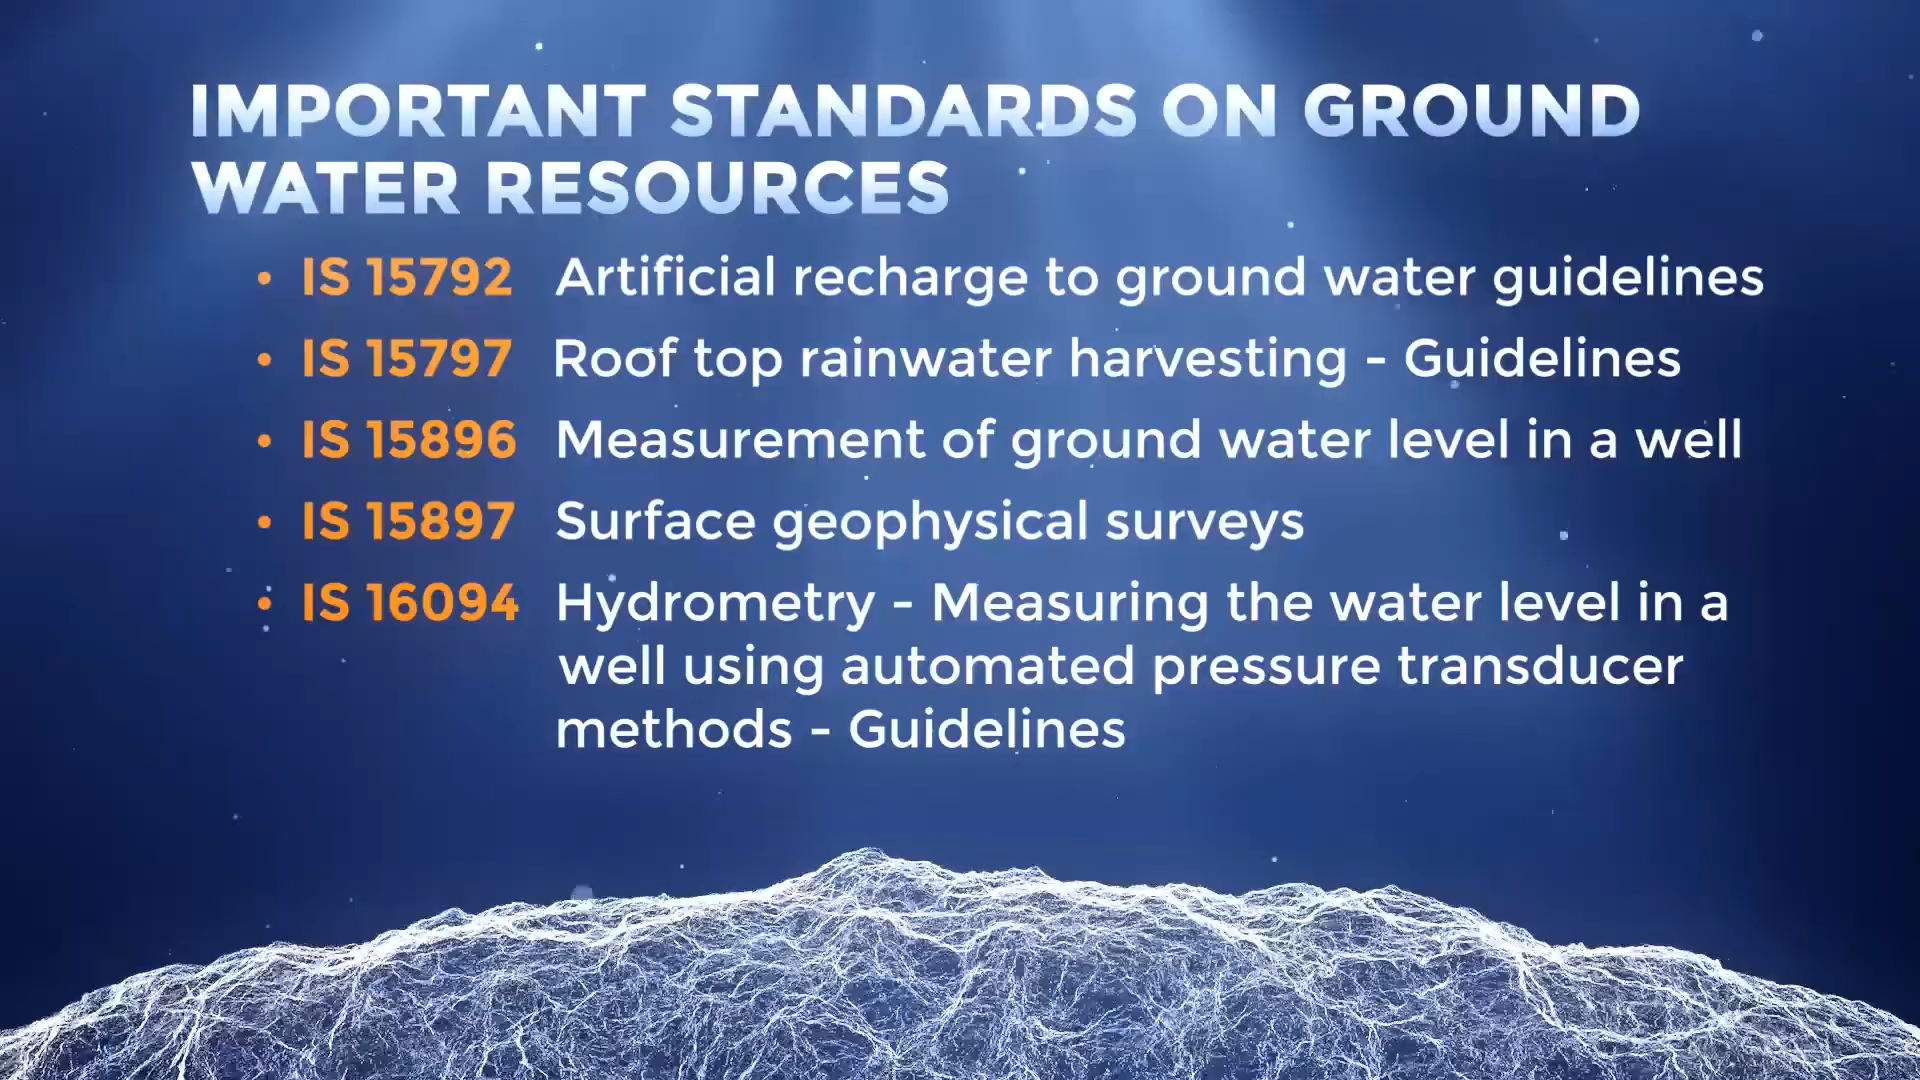 IMPORTANT STANDARDS ON GROUND
WATER RESOURCES
• IS 15792 Artificial recharge to ground water guidelines
• IS 15797 Roof top rainwater harvesting - Guidelines
• IS 15896 Measurement of ground water level in a well
• IS 15897 Surface geophysical surveys
• IS 16094 Hydrometry - Measuring the water level in a
well using automated pressure transducer
methods - Guidelines